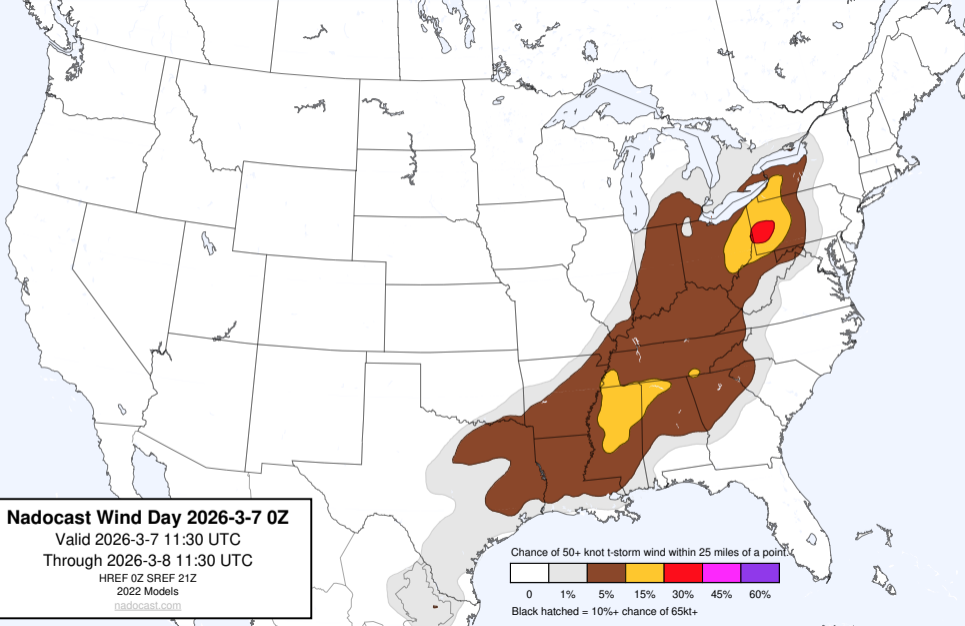 Nadocast Wind Day 2026-3-7 0Z
Valid 2026-3-7 11:30 UTC
Through 2026-3-8 11:30 UTC
HREF 0Z SREF 21Z
2022 Models
nadocast.com
Chance of 50+ knot t-storm wind within 25 miles of a point.
0 1% 5% 15% 30% 45% 60%
Black hatched = 10%+ chance of 65kt+